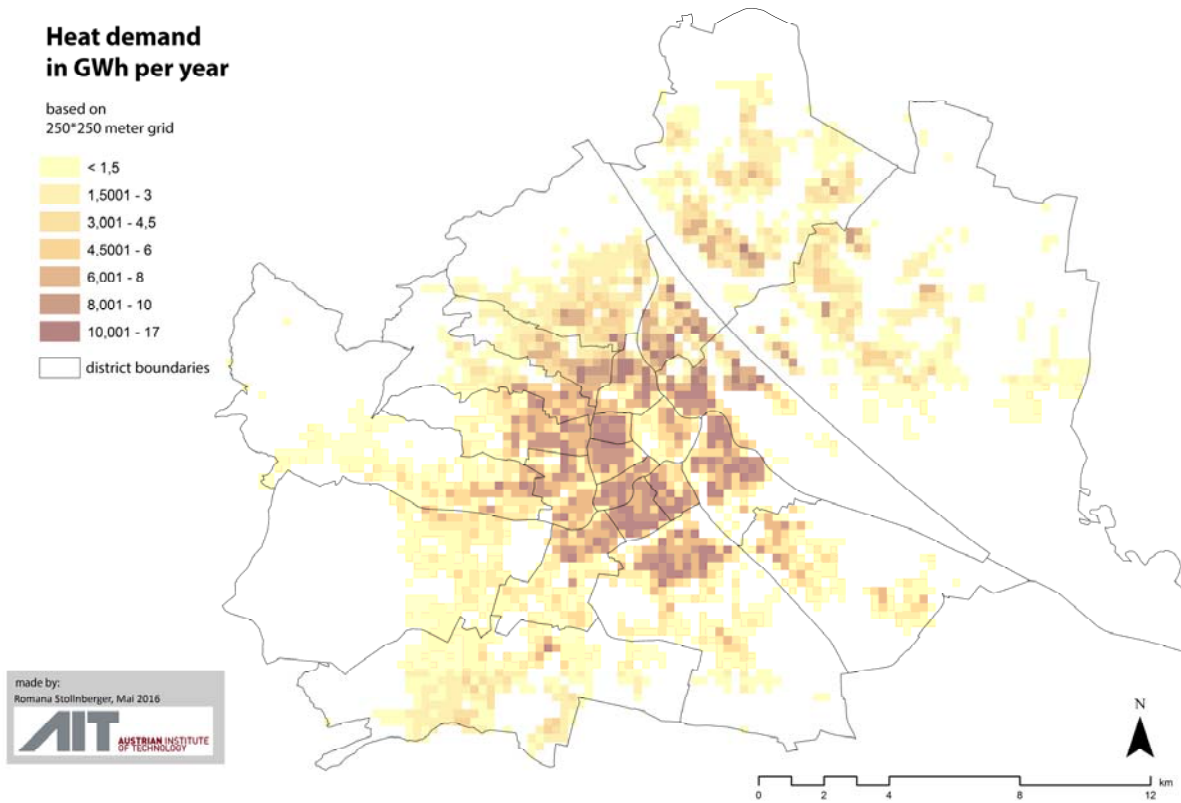 Heat demand
in GWh per year
based on
250*250 meter grid
< 1,5
1,5001 - 3
3,001 - 4,5
4,5001 - 6
6,001 - 8
8,001 - 10
10,001 - 17
district boundaries
made by:
Romana Stollnberger, Mai 2016
AIT AUSTRIAN INSTITUTE
OF TECHNOLOGY
N
km
0 2 4 8 12